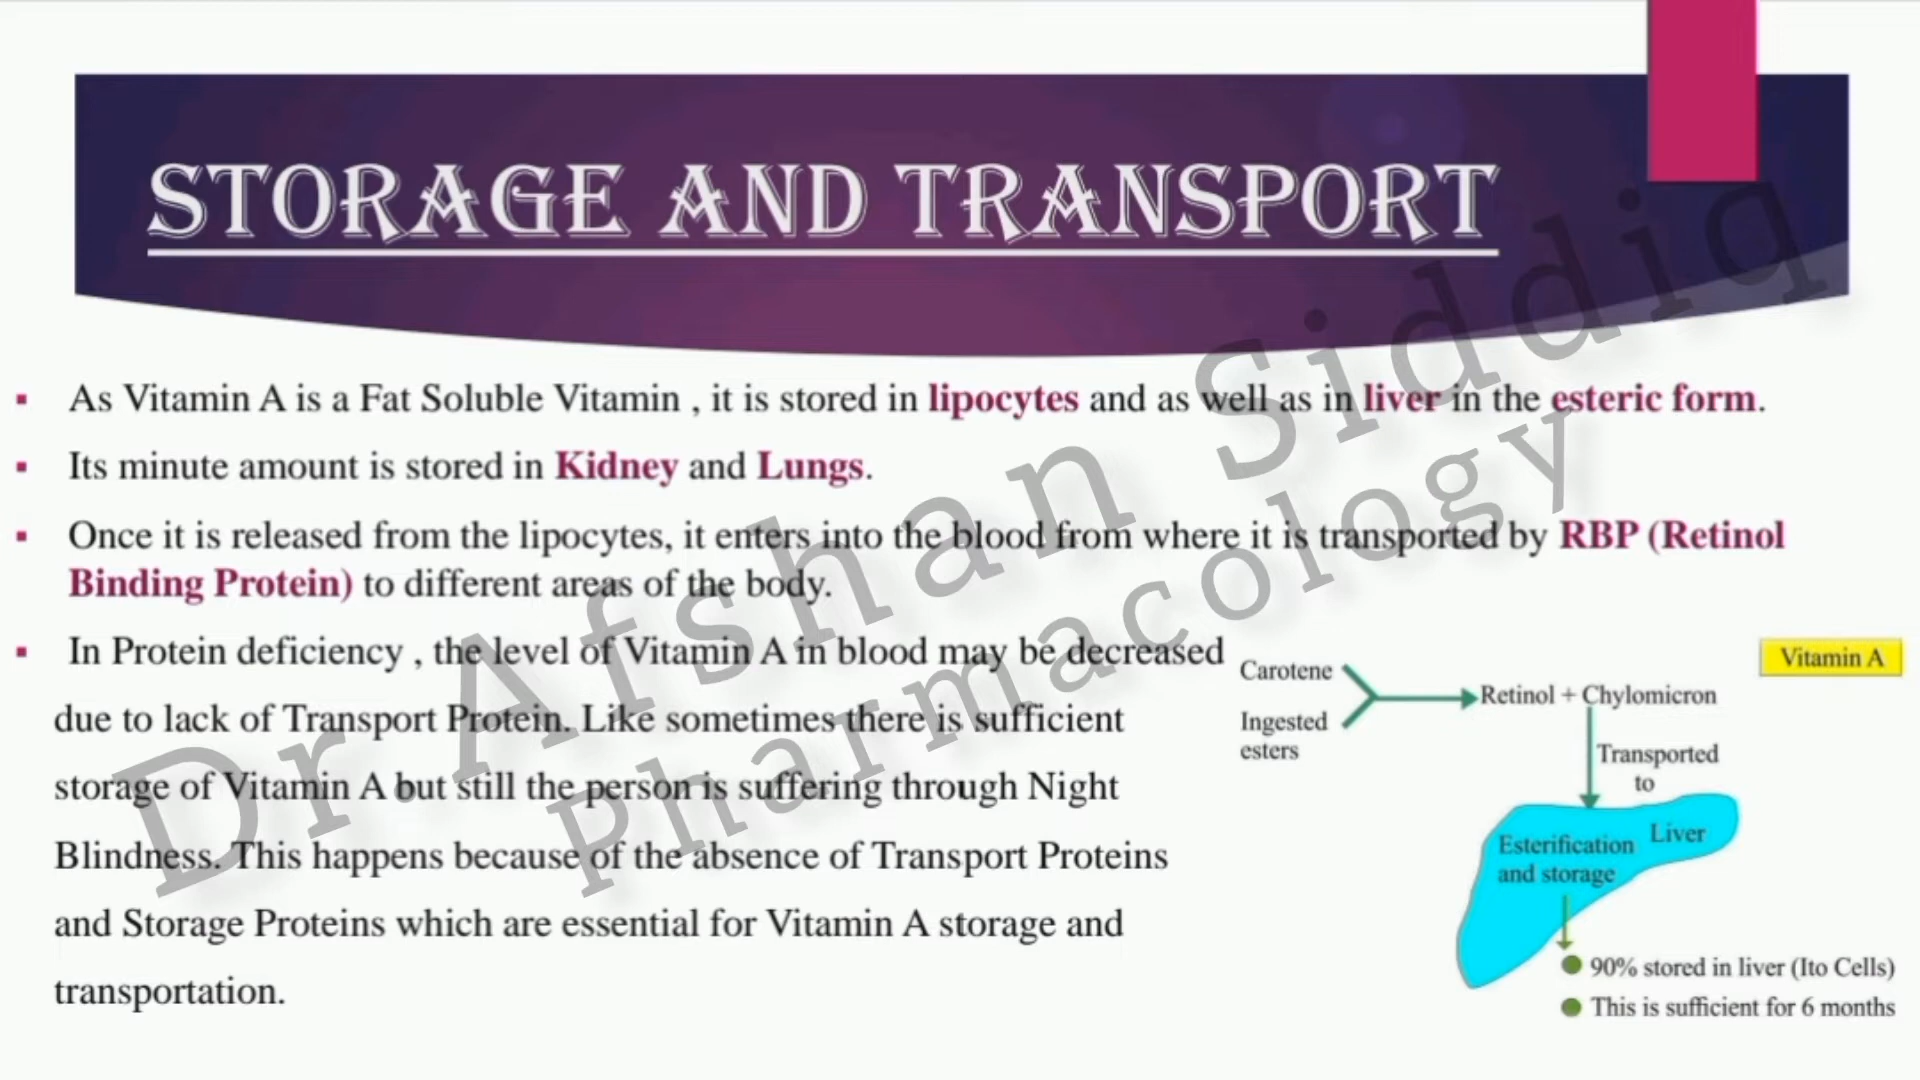 STORAGE AND TRANSPORT
▪ As Vitamin A is a Fat Soluble Vitamin , it is stored in lipocytes and as well as in liver in the esteric form.
▪ Its minute amount is stored in Kidney and Lungs.
▪ Once it is released from the lipocytes, it enters into the blood from where it is transported by RBP (Retinol
Binding Protein) to different areas of the body.
▪ In Protein deficiency , the level of Vitamin A in blood may be decreased
due to lack of Transport Protein. Like sometimes there is sufficient
storage of Vitamin A but still the person is suffering through Night
Blindness. This happens because of the absence of Transport Proteins
and Storage Proteins which are essential for Vitamin A storage and
transportation.
Vitamin A
Carotene
Ingested
esters
Retinol + Chylomicron
Transported
to
Liver
Esterification
and storage
90% stored in liver (Ito Cells)
This is sufficient for 6 months
Dr. Afshan Siddiq
Pharmacology